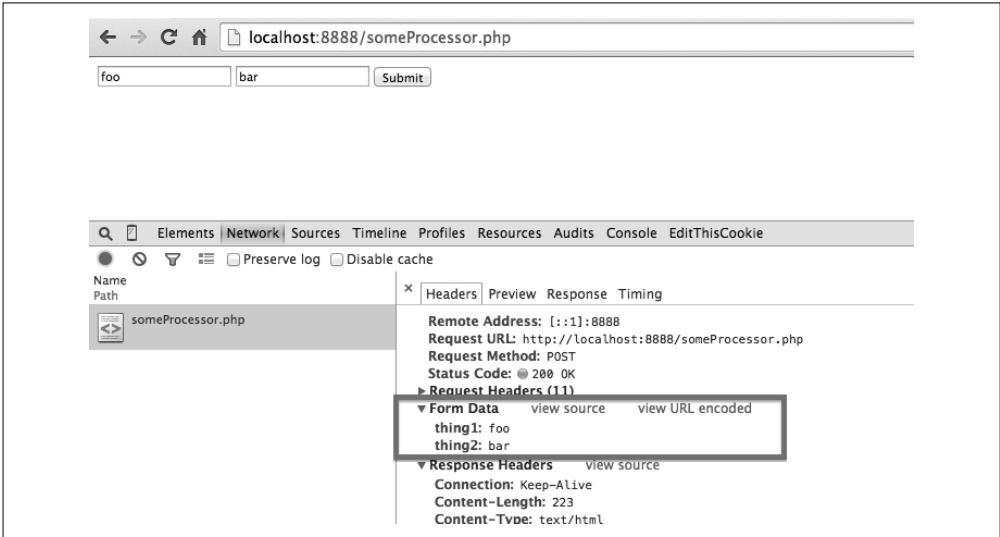 localhost:8888/someProcessor.php
foo bar Submit
Elements Network Sources Timeline Profiles Resources Audits Console EditThisCookie
Preserve log Disable cache
Name
Path
× Headers Preview Response Timing
someProcessor.php
Remote Address: [::1]:8888
Request URL: http://localhost:8888/someProcessor.php
Request Method: POST
Status Code: 200 OK
Request Headers (11)
Form Data view source view URL encoded
thing1: foo
thing2: bar
Response Headers view source
Connection: Keep-Alive
Content-Length: 223
Content-Type: text/html